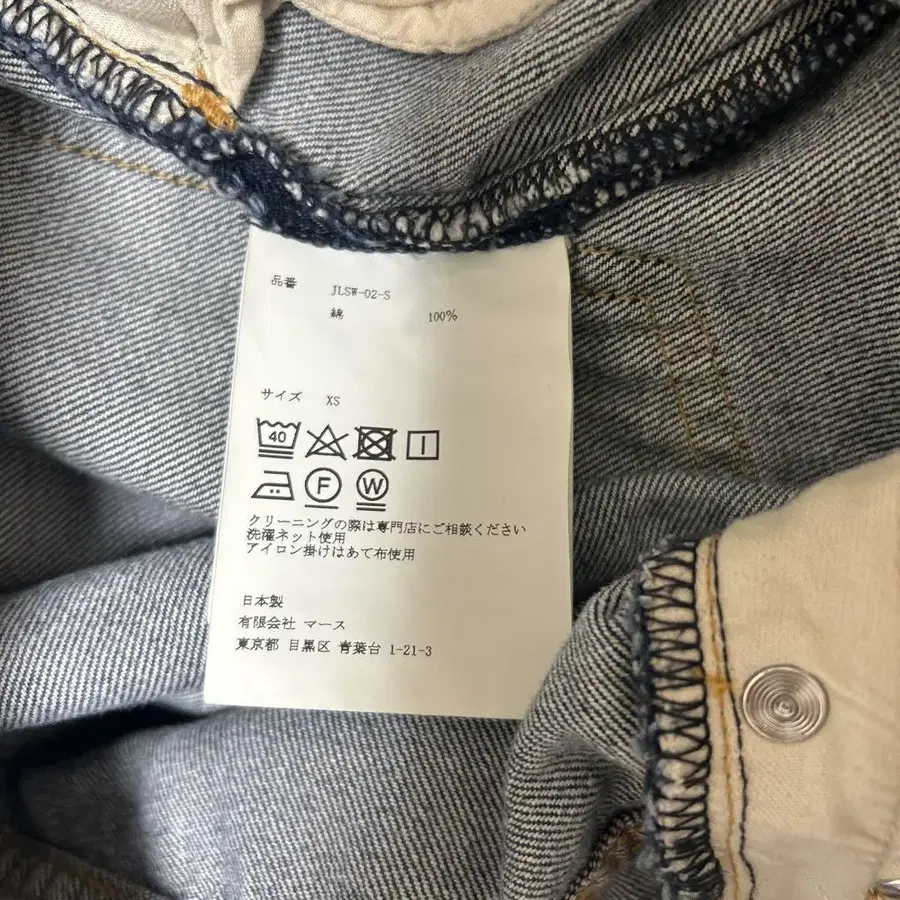 品番 JLSW-02-S
綿 100%
サイズ XS
40
F W
クリーニングの際は専門店にご相談ください
洗濯ネット使用
アイロン掛けはあて布使用
日本製
有限会社 マース
東京都 目黒区 青葉台 1-21-3